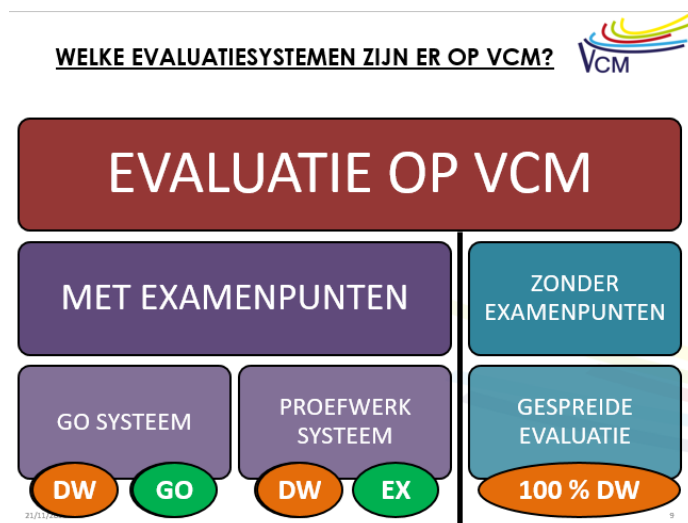 WELKE EVALUATIESYSTEMEN ZIJN ER OP VCM?
VCM
EVALUATIE OP VCM
MET EXAMENPUNTEN
ZONDER
EXAMENPUNTEN
GO SYSTEEM
PROEFWERK
SYSTEEM
GESPREIDE
EVALUATIE
DW
GO
DW
EX
100 % DW
9